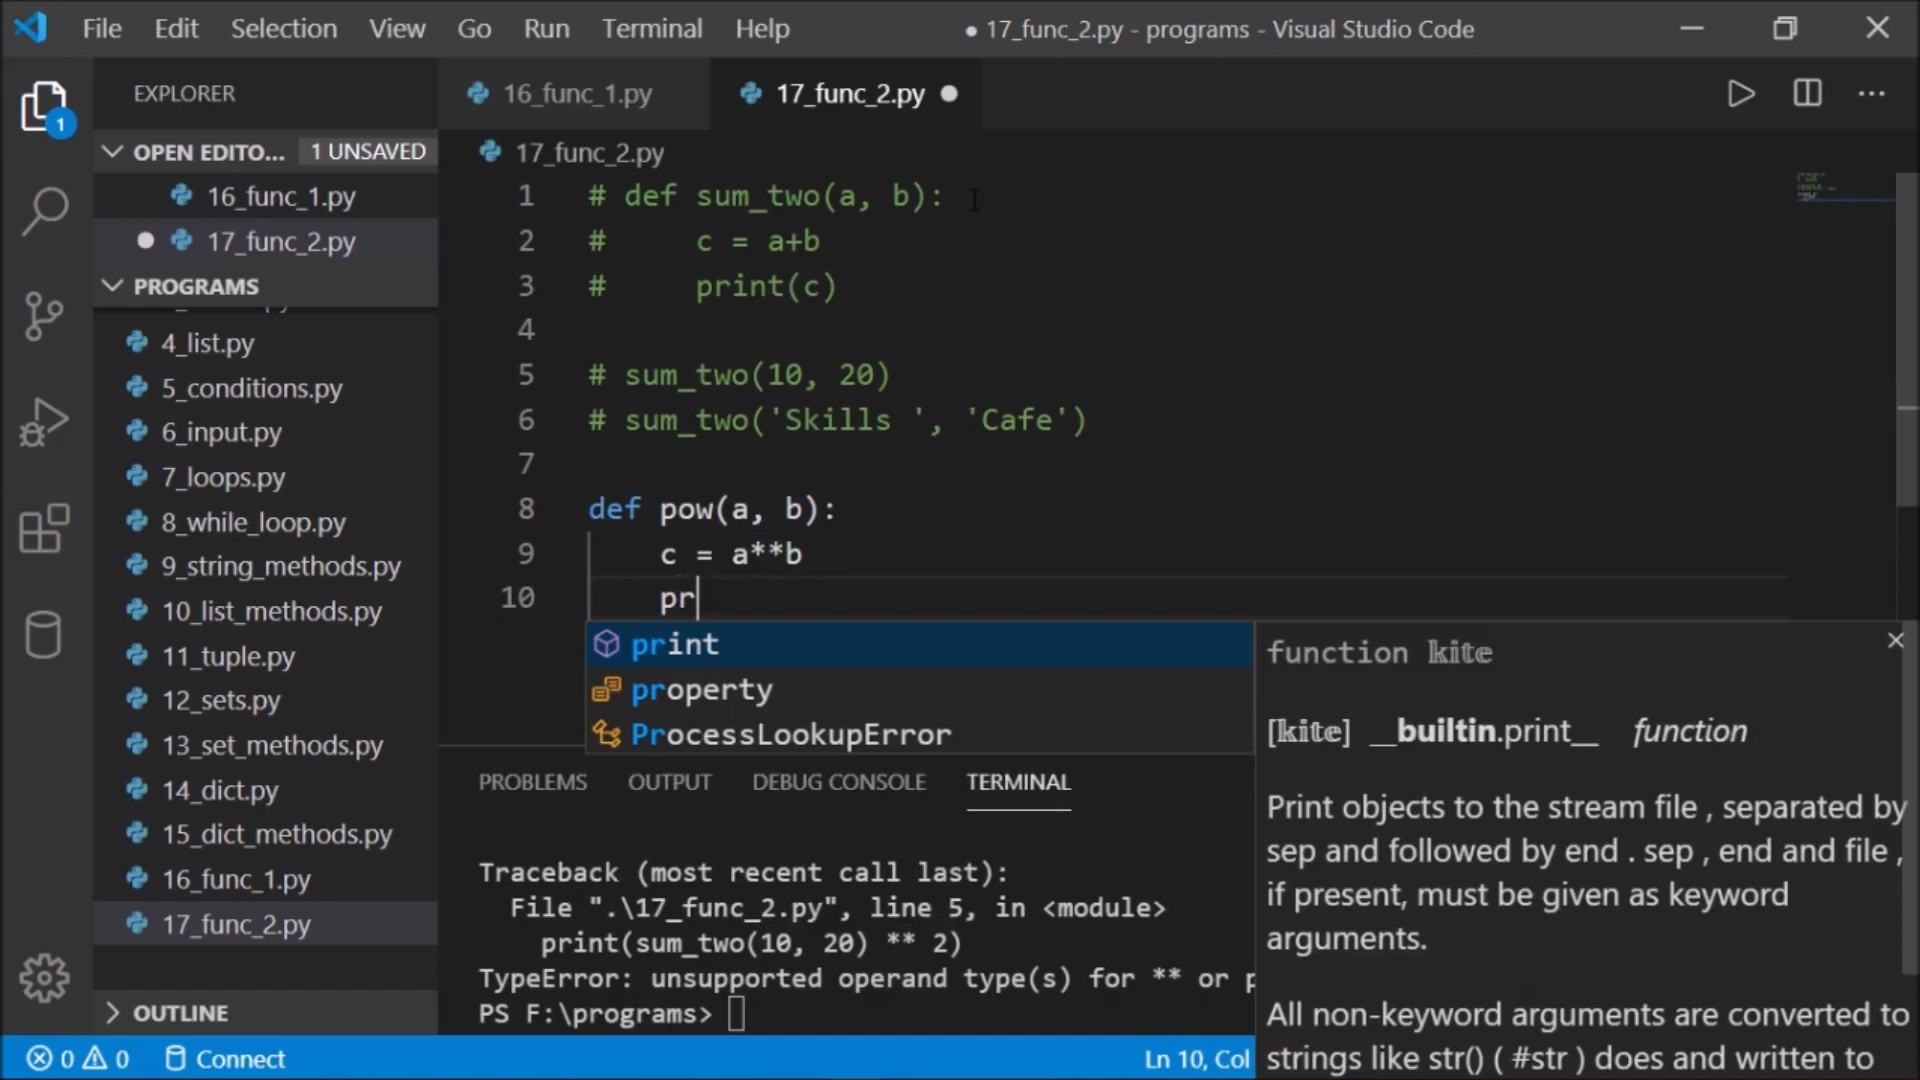 File Edit Selection View Go Run Terminal Help ● 17_func_2.py - programs - Visual Studio Code
EXPLORER
1
OPEN EDITO... 1 UNSAVED
16_func_1.py
17_func_2.py
PROGRAMS
4_list.py
5_conditions.py
6_input.py
7_loops.py
8_while_loop.py
9_string_methods.py
10_list_methods.py
11_tuple.py
12_sets.py
13_set_methods.py
14_dict.py
15_dict_methods.py
16_func_1.py
17_func_2.py
OUTLINE
16_func_1.py 17_func_2.py
17_func_2.py
1 # def sum_two(a, b):
2 #     c = a+b
3 #     print(c)
4
5 # sum_two(10, 20)
6 # sum_two('Skills ', 'Cafe')
7
8 def pow(a, b):
9     c = a**b
10     pr
print
property
ProcessLookupError
function kite
[kite] __builtin.print__ function
Print objects to the stream file , separated by
sep and followed by end . sep , end and file ,
if present, must be given as keyword
arguments.
All non-keyword arguments are converted to
strings like str() ( #str ) does and written to
PROBLEMS OUTPUT DEBUG CONSOLE TERMINAL
Traceback (most recent call last):
  File ".\17_func_2.py", line 5, in <module>
    print(sum_two(10, 20) ** 2)
TypeError: unsupported operand type(s) for ** or p
PS F:\programs>
0 0 Connect Ln 10, Col